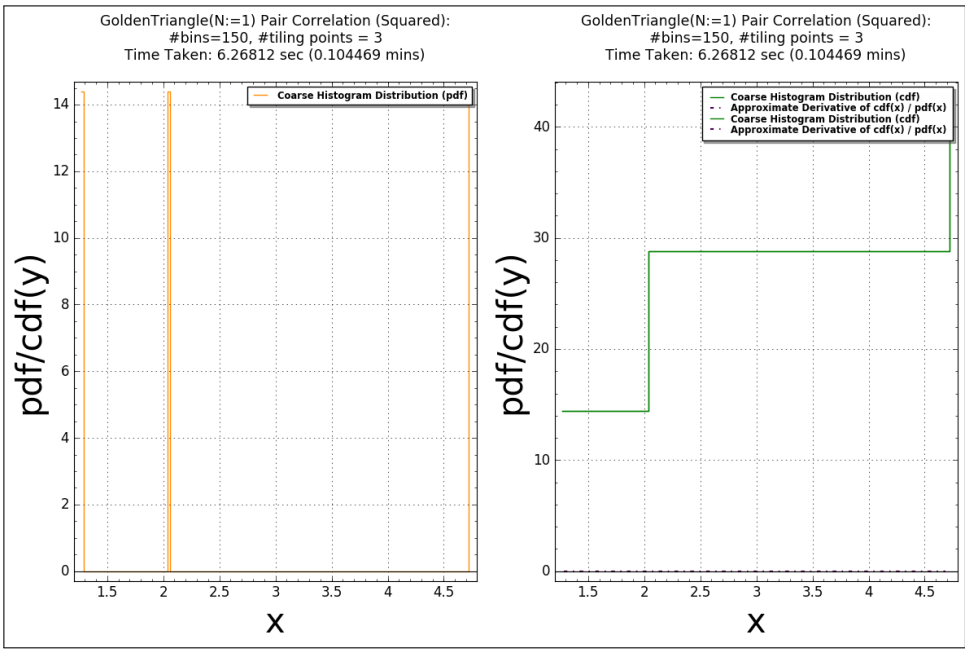 GoldenTriangle(N:=1) Pair Correlation (Squared):
#bins=150, #tiling points = 3
Time Taken: 6.26812 sec (0.104469 mins)
Coarse Histogram Distribution (pdf)
14
12
10
8
6
4
2
0
pdf/cdf(y)
1.5 2 2.5 3 3.5 4 4.5
x
GoldenTriangle(N:=1) Pair Correlation (Squared):
#bins=150, #tiling points = 3
Time Taken: 6.26812 sec (0.104469 mins)
Coarse Histogram Distribution (cdf)
Approximate Derivative of cdf(x) / pdf(x)
Coarse Histogram Distribution (cdf)
Approximate Derivative of cdf(x) / pdf(x)
40
30
20
10
0
pdf/cdf(y)
1.5 2 2.5 3 3.5 4 4.5
x